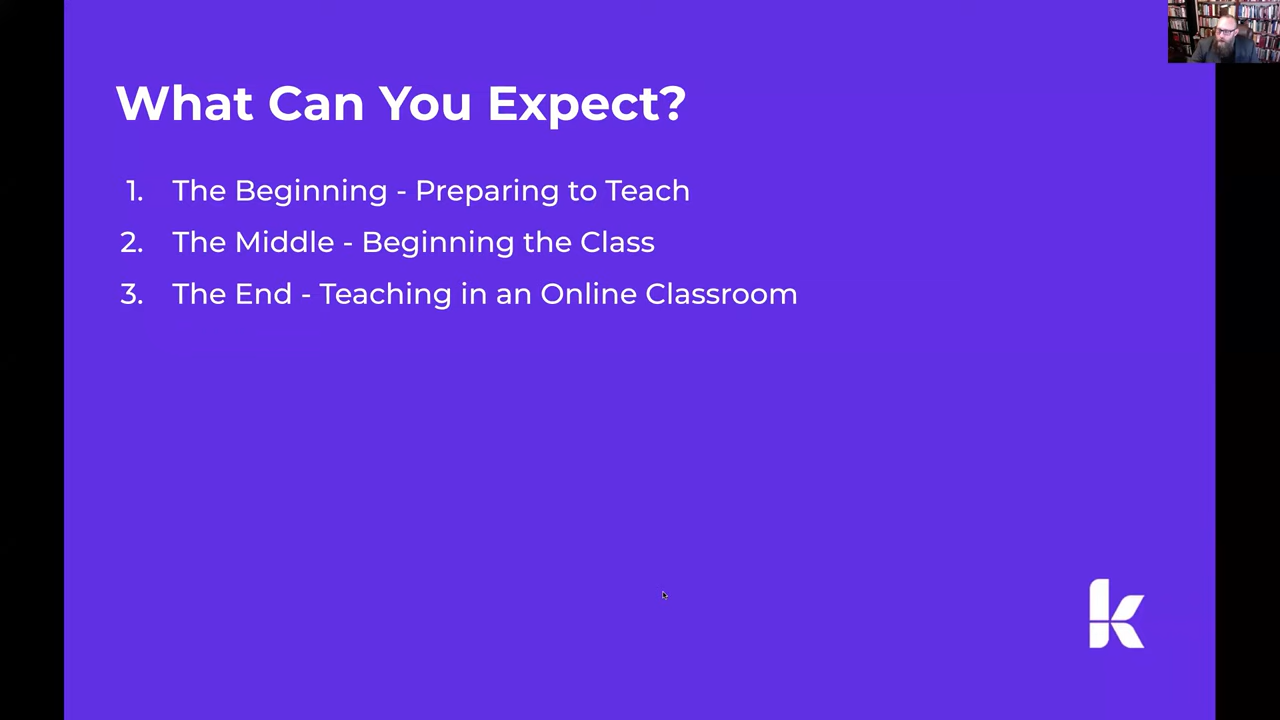 What Can You Expect?
1. The Beginning - Preparing to Teach
2. The Middle - Beginning the Class
3. The End - Teaching in an Online Classroom
k